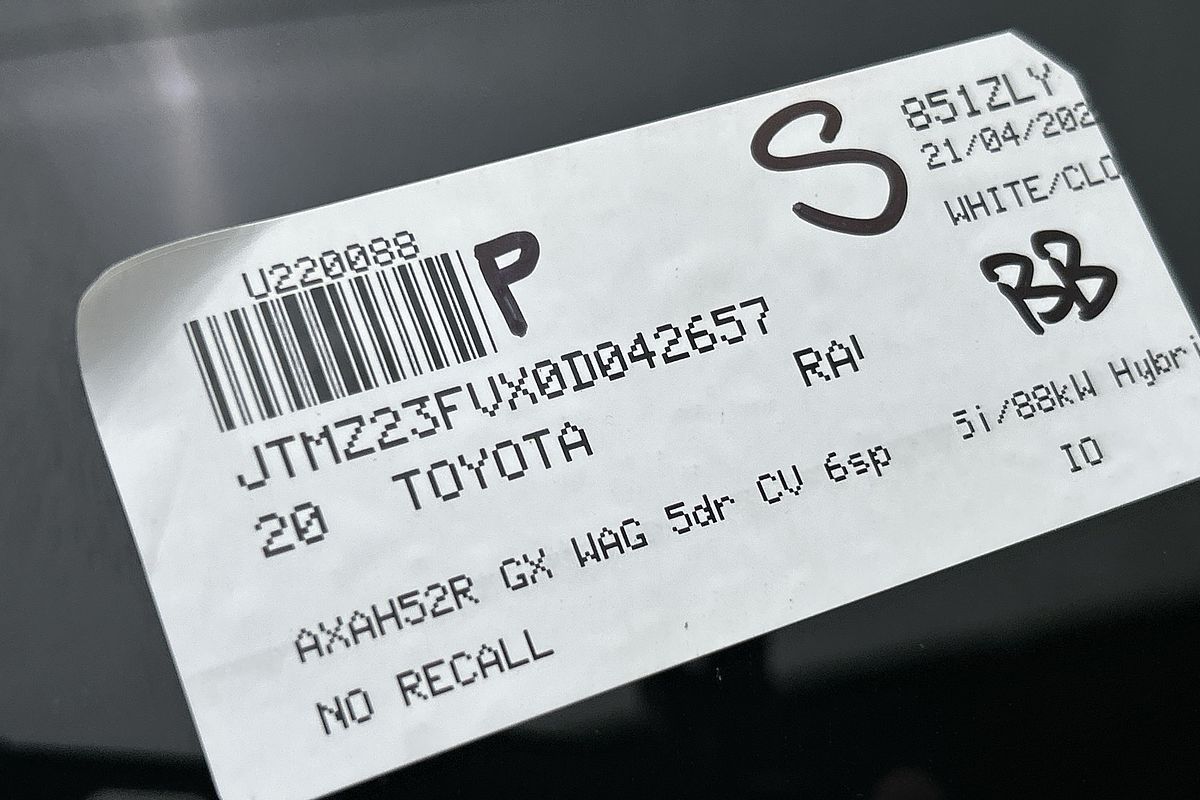 U220088
P
S
851ZLY
21/04/202
WHITE/CLO
BB
JTMZ23FVX0D042657
20 TOYOTA RAV
AXAH52R GX WAG 5dr CV 6sp 5i/88kW Hybri
NO RECALL IO